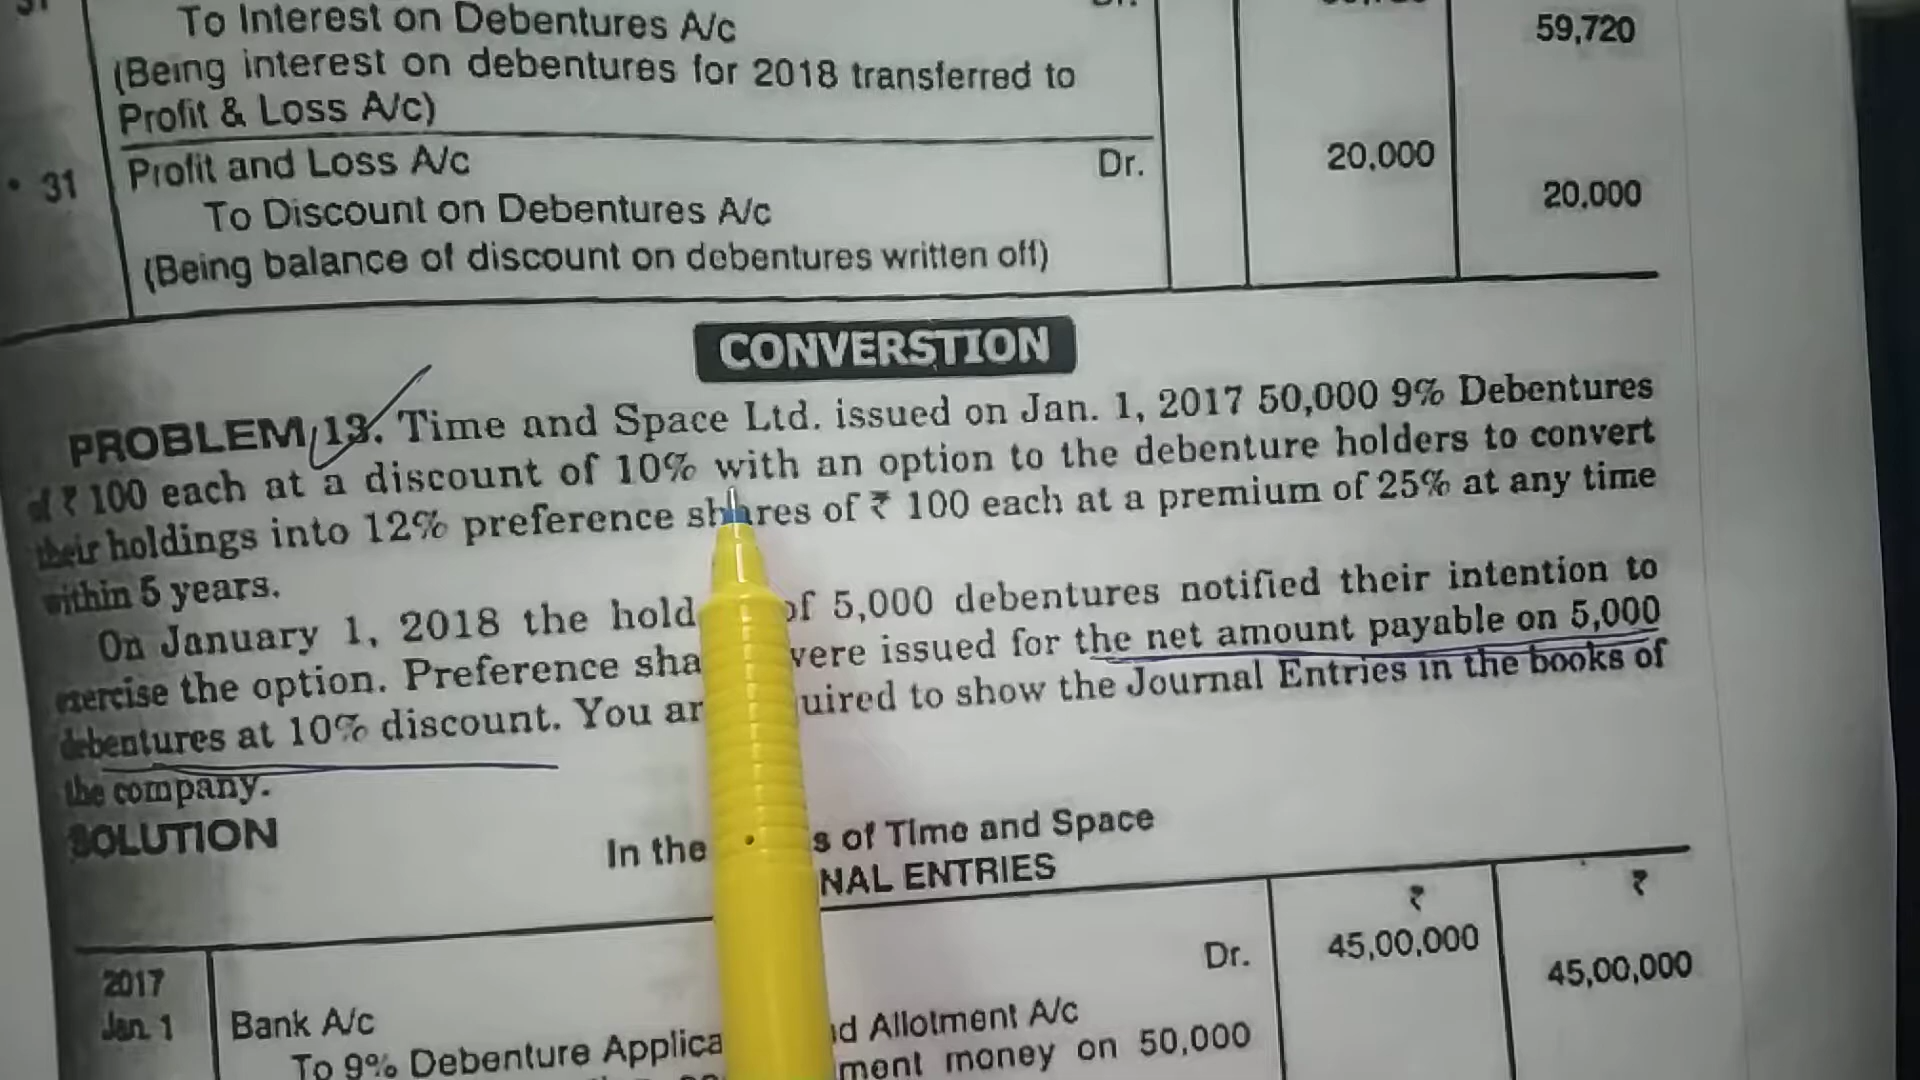 To Interest on Debentures A/c
59,720
(Being interest on debentures for 2018 transferred to
Profit & Loss A/c)
31 Profit and Loss A/c Dr. 20,000
To Discount on Debentures A/c 20,000
(Being balance of discount on debentures written off)
CONVERSTION
PROBLEM 13. Time and Space Ltd. issued on Jan. 1, 2017 50,000 9% Debentures
of ₹ 100 each at a discount of 10% with an option to the debenture holders to convert
their holdings into 12% preference shares of ₹ 100 each at a premium of 25% at any time
within 5 years.
On January 1, 2018 the hold of 5,000 debentures notified their intention to
exercise the option. Preference sha were issued for the net amount payable on 5,000
debentures at 10% discount. You ar uired to show the Journal Entries in the books of
the company.
SOLUTION
In the s of Time and Space
NAL ENTRIES
₹ ₹
2017
Jan. 1 Bank A/c Dr. 45,00,000
To 9% Debenture Applica d Allotment A/c 45,00,000
ment money on 50,000